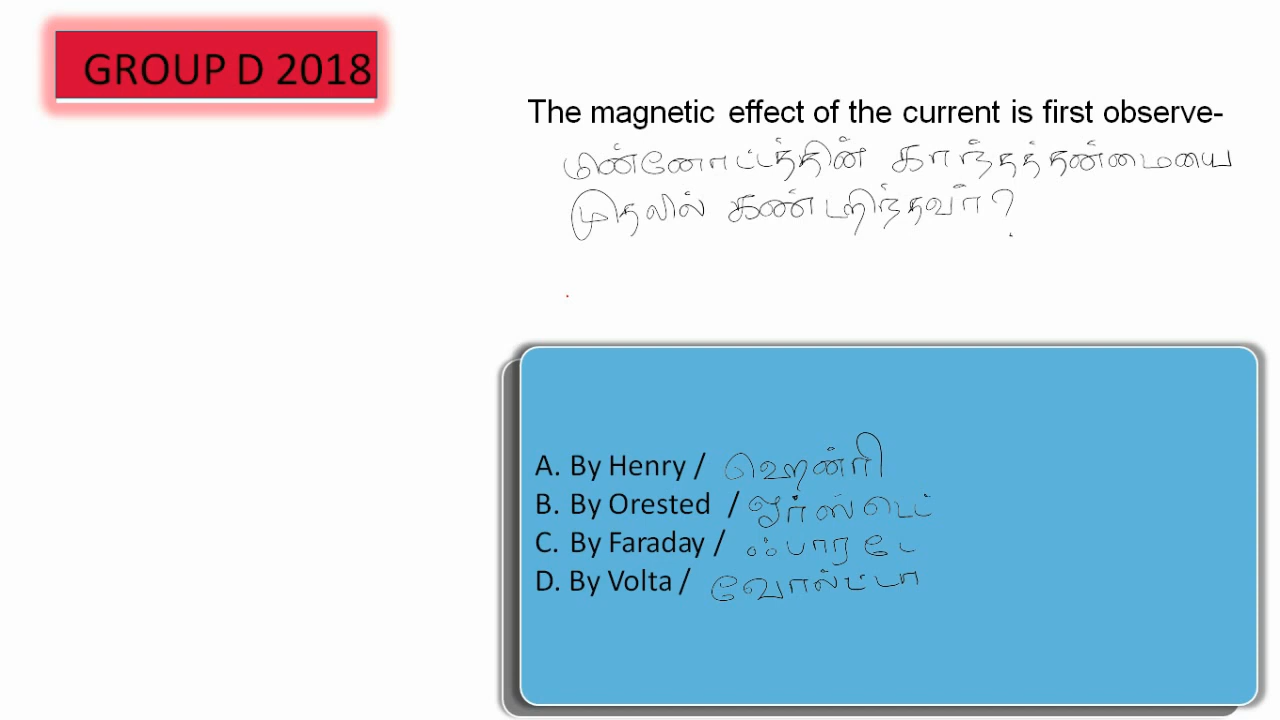 GROUP D 2018
The magnetic effect of the current is first observe-
மின்னோட்டத்தின் காந்தத்தன்மையை
முதலில் கண்டறிந்தவர்?
A. By Henry / ஹென்றி
B. By Orested / ஓர்ஸ்டெட்
C. By Faraday / ஃபாரடே
D. By Volta / வோல்ட்டா